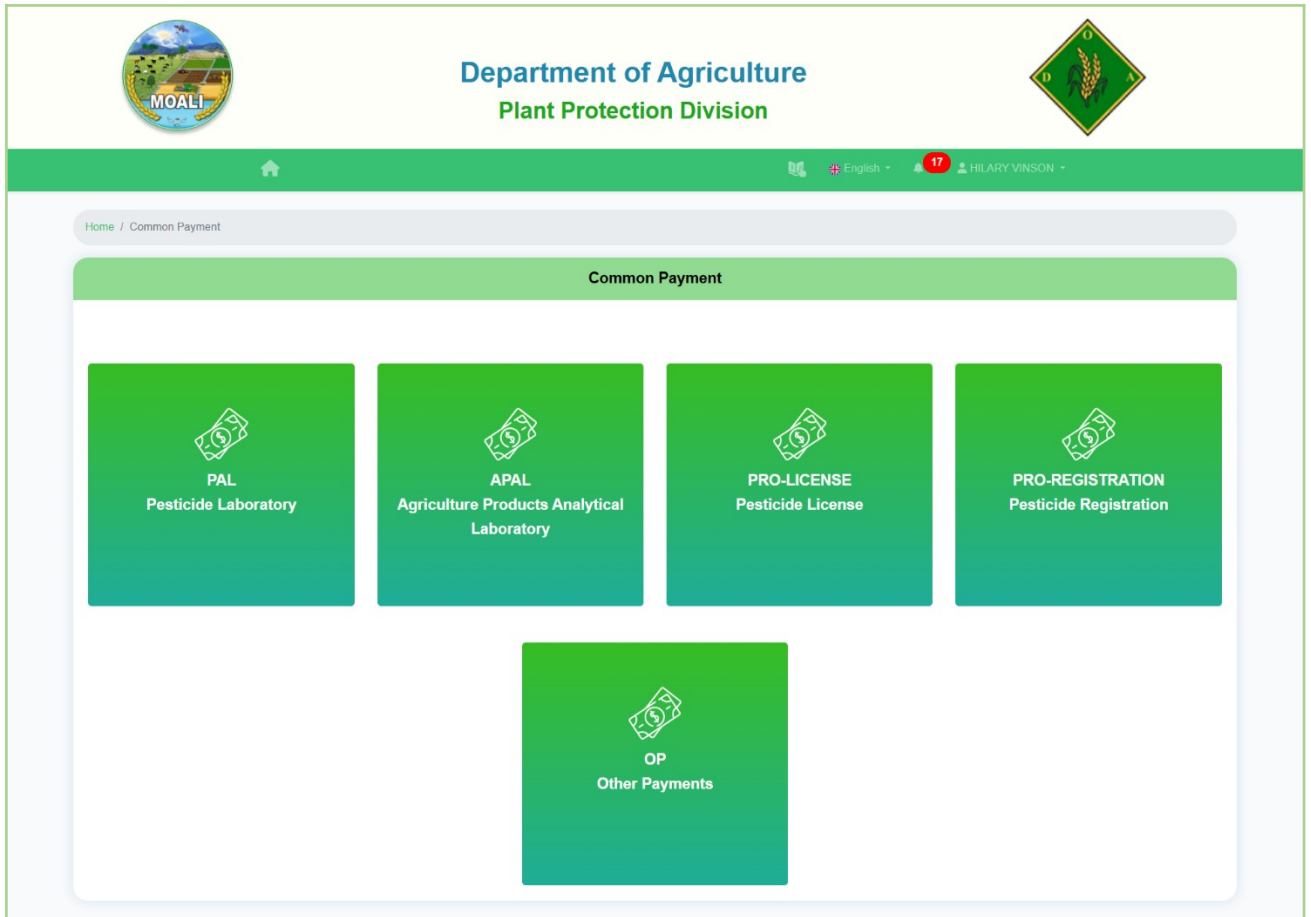 MOALI
Department of Agriculture
Plant Protection Division
D O A
English
17
HILARY VINSON
Home / Common Payment
Common Payment
PAL
Pesticide Laboratory
APAL
Agriculture Products Analytical
Laboratory
PRO-LICENSE
Pesticide License
PRO-REGISTRATION
Pesticide Registration
OP
Other Payments